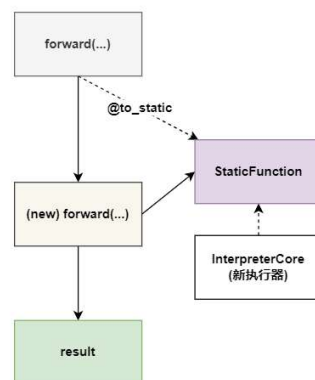 forward(...)
@to_static
StaticFunction
(new) forward(...)
InterpreterCore
(新执行器)
result